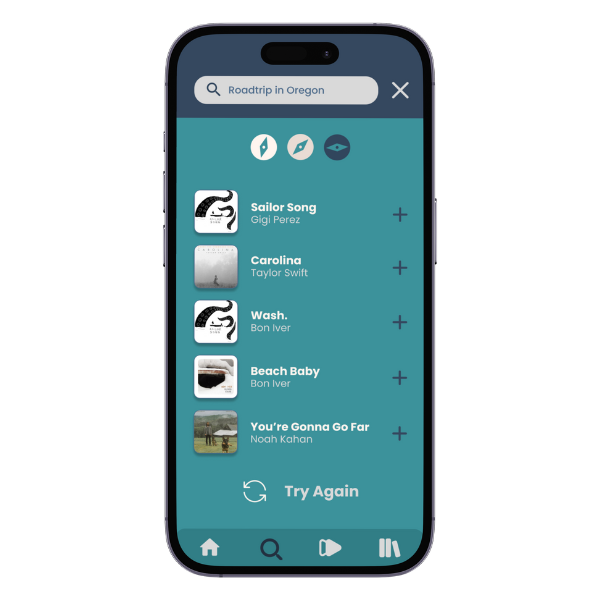 Roadtrip in Oregon
Sailor Song
Gigi Perez
Carolina
Taylor Swift
Wash.
Bon Iver
Beach Baby
Bon Iver
You're Gonna Go Far
Noah Kahan
Try Again